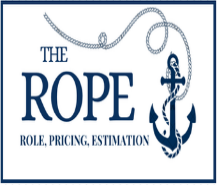 THE
ROPE
ROLE, PRICING, ESTIMATION